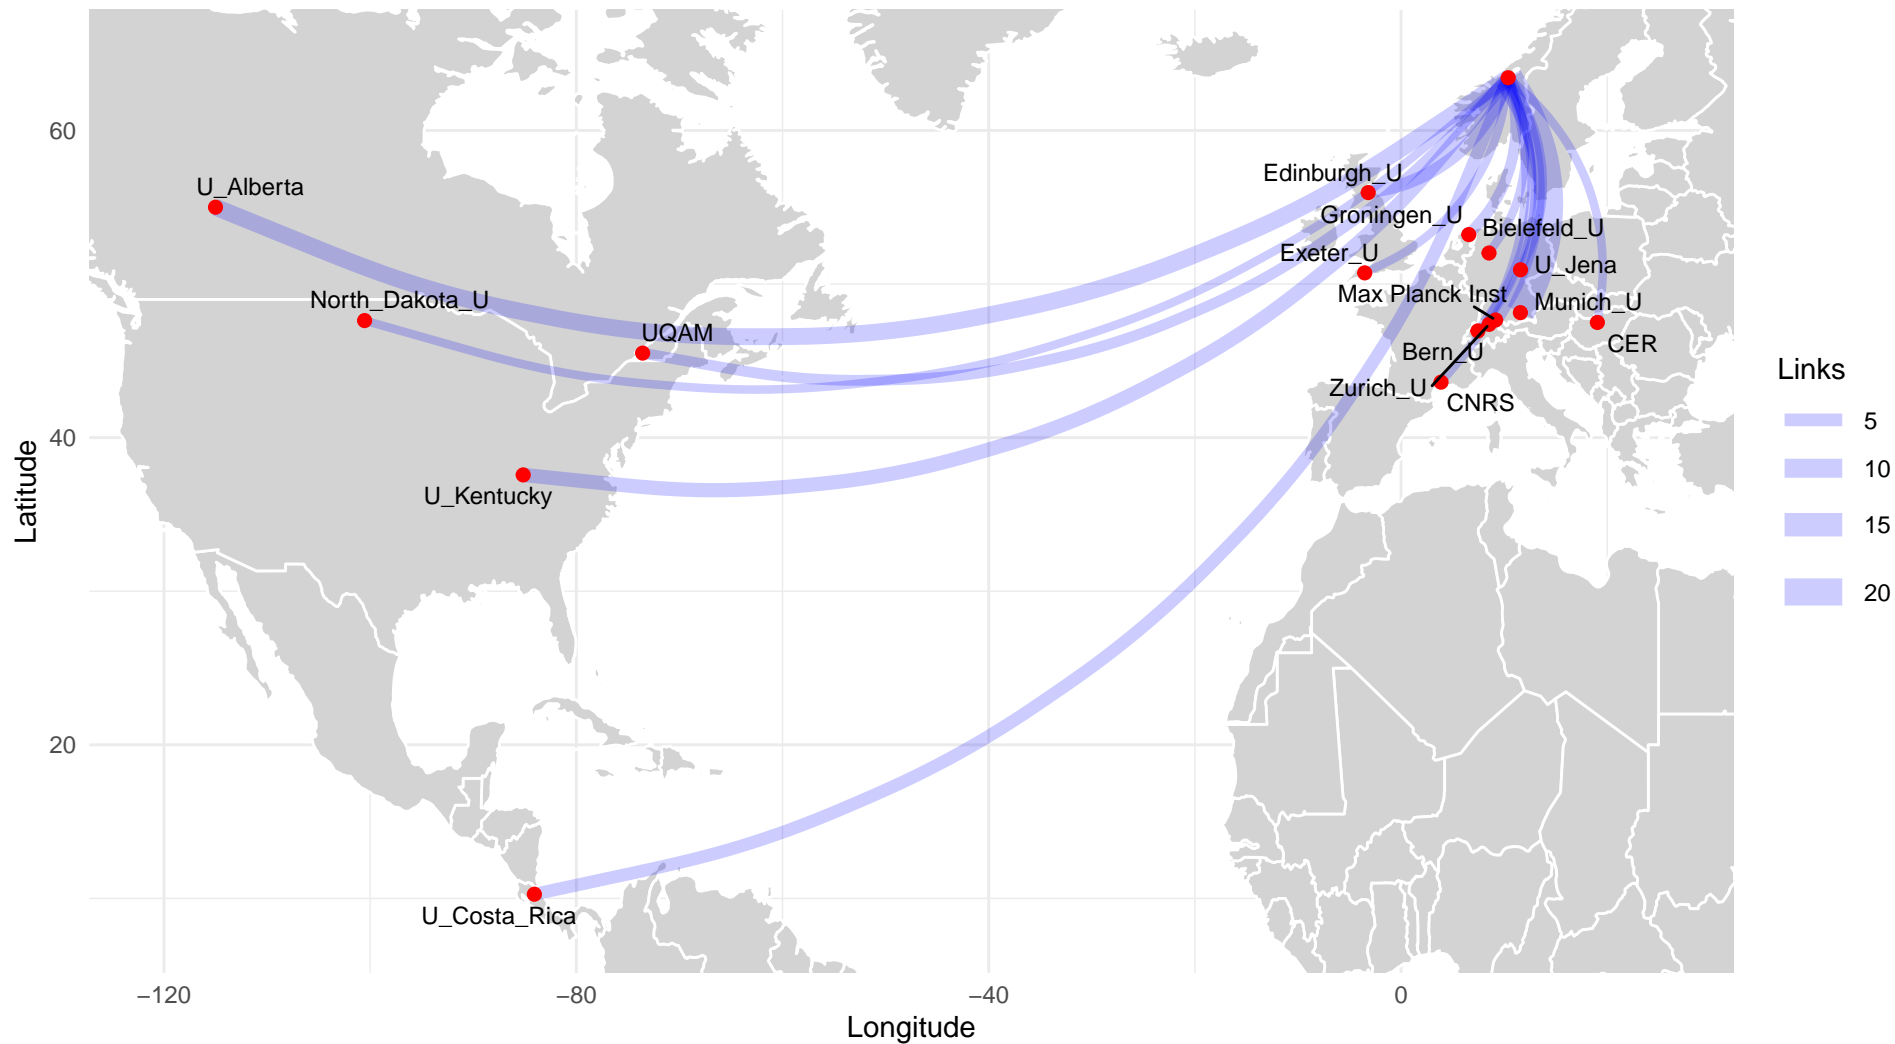 60
40
20
Latitude
−120
−80
−40
0
Longitude
U_Alberta
North_Dakota_U
UQAM
U_Kentucky
U_Costa_Rica
Edinburgh_U
Groningen_U
Bielefeld_U
Exeter_U
U_Jena
Max Planck Inst
Munich_U
CER
Bern_U
Zurich_U
CNRS
Links
5
10
15
20